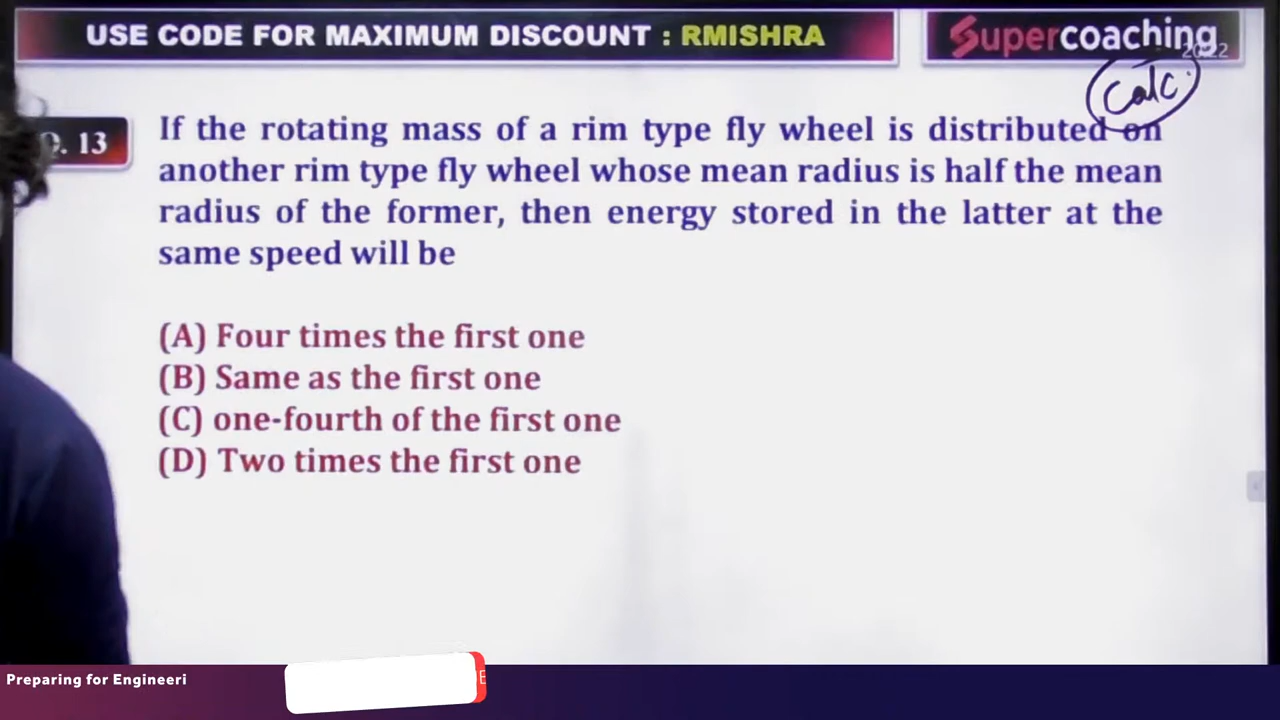 USE CODE FOR MAXIMUM DISCOUNT : RMISHRA
Supercoaching
2022
Calc
Q. 13
If the rotating mass of a rim type fly wheel is distributed on
another rim type fly wheel whose mean radius is half the mean
radius of the former, then energy stored in the latter at the
same speed will be
(A) Four times the first one
(B) Same as the first one
(C) one-fourth of the first one
(D) Two times the first one
Preparing for Engineeri
E